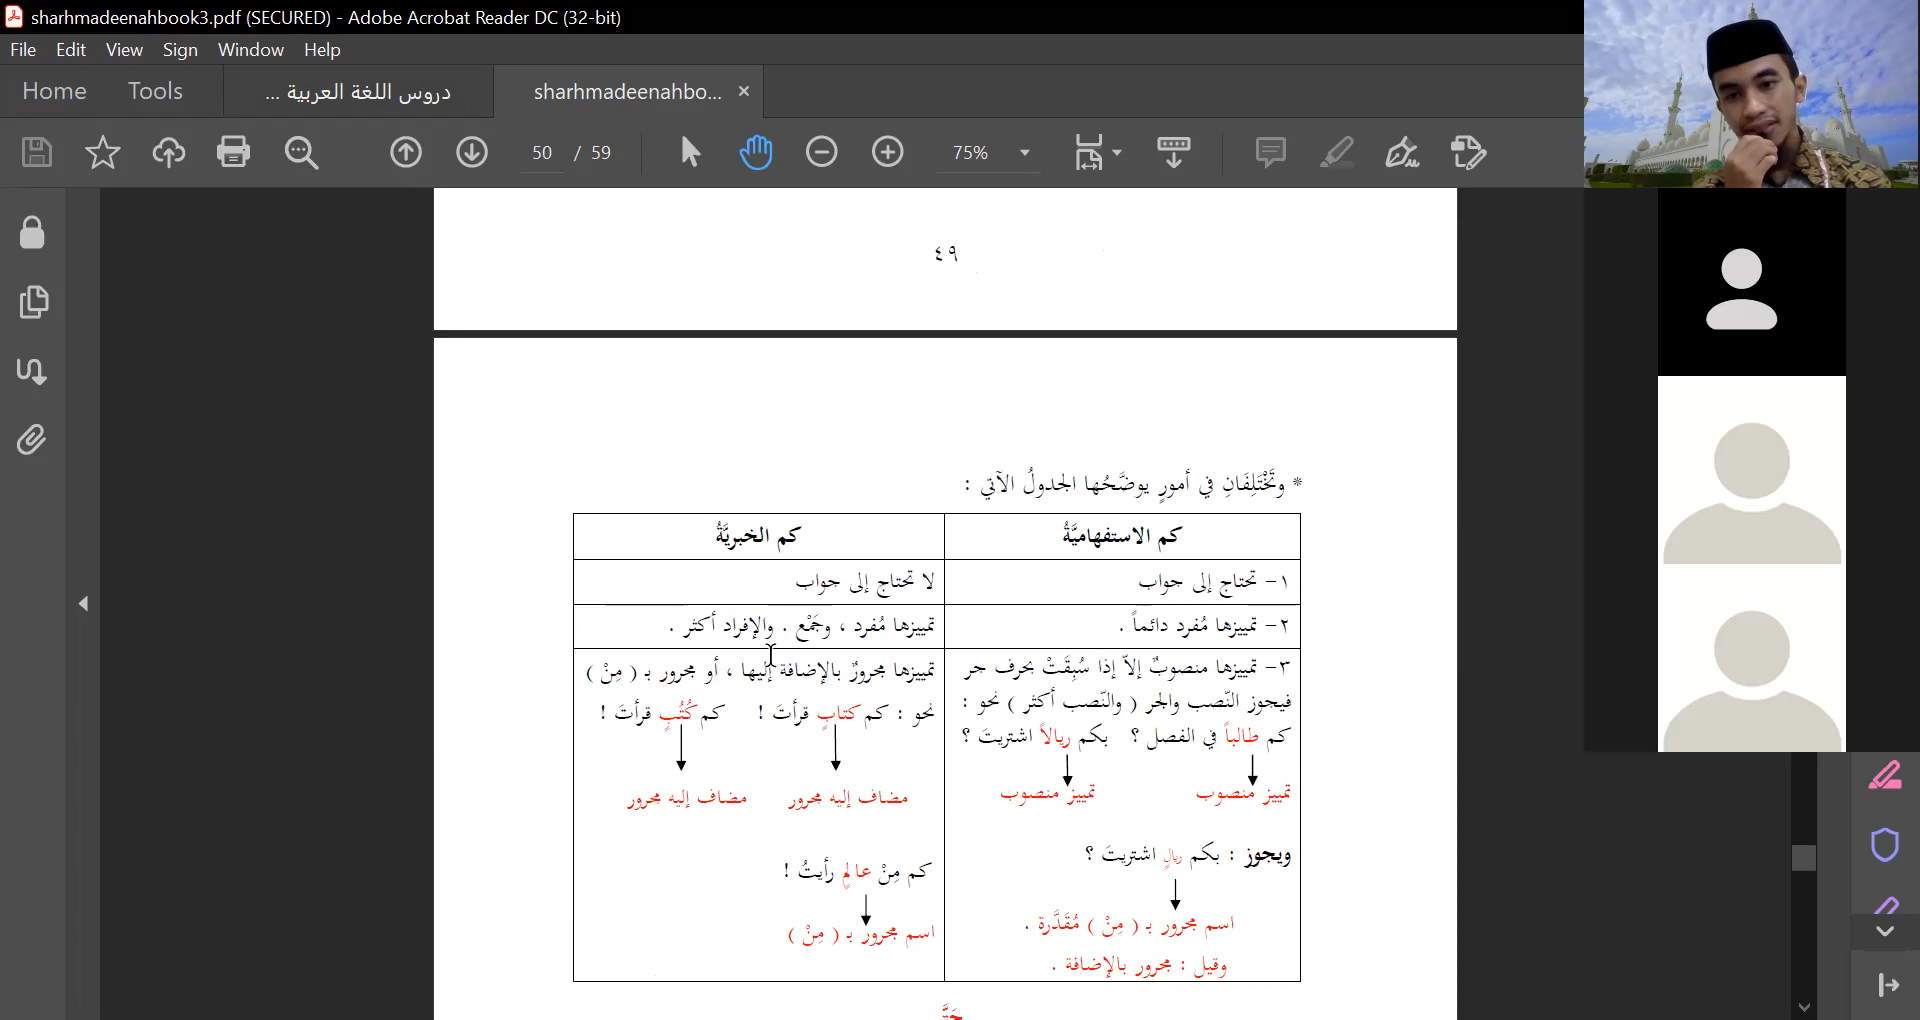 sharhmadeenahbook3.pdf (SECURED) - Adobe Acrobat Reader DC (32-bit)
File Edit View Sign Window Help
Home Tools دروس اللغة العربية ... sharhmadeenahbo... ×
50 / 59 75%
٤٩
* وتَخْتَلِفَانِ في أمورٍ يوضَّحُها الجدولُ الآتي :
كم الاستفهاميَّةُ
كم الخبريَّةُ
١- تحتاج إلى جواب
لا تحتاج إلى جواب
٢- تمييزها مُفرد دائماً .
تمييزها مُفرد ، وجَمْع . والإفراد أكثر .
٣- تمييزها منصوبٌ إلاّ إذا سُبِقَتْ بحرف جر
فيجوز النّصب والجر ( والنّصب أكثر ) نحو :
كم طالباً في الفصل ؟ بكم ريالاً اشتريتَ ؟
تمييز منصوب تمييز منصوب
ويجوز : بكم ريالٍ اشتريتَ ؟
اسم مجرور بـ ( مِنْ ) مُقَدَّرة .
وقيل : مجرور بالإضافة .
تمييزها مجرورٌ بالإضافة إليها ، أو مجرور بـ ( مِنْ )
نحو : كم كتابٍ قرأتَ ! كم كُتُبٍ قرأتَ !
مضاف إليه مجرور مضاف إليه مجرور
كم مِنْ عالمٍ رأيتُ !
اسم مجرور بـ ( مِنْ )